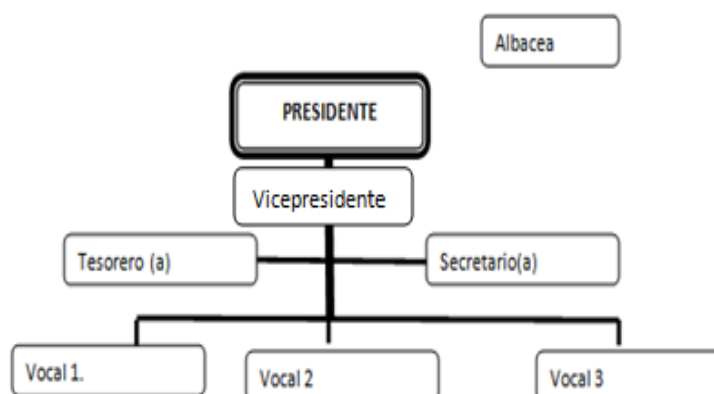 Albacea
PRESIDENTE
Vicepresidente
Tesorero (a)
Secretario(a)
Vocal 1.
Vocal 2
Vocal 3